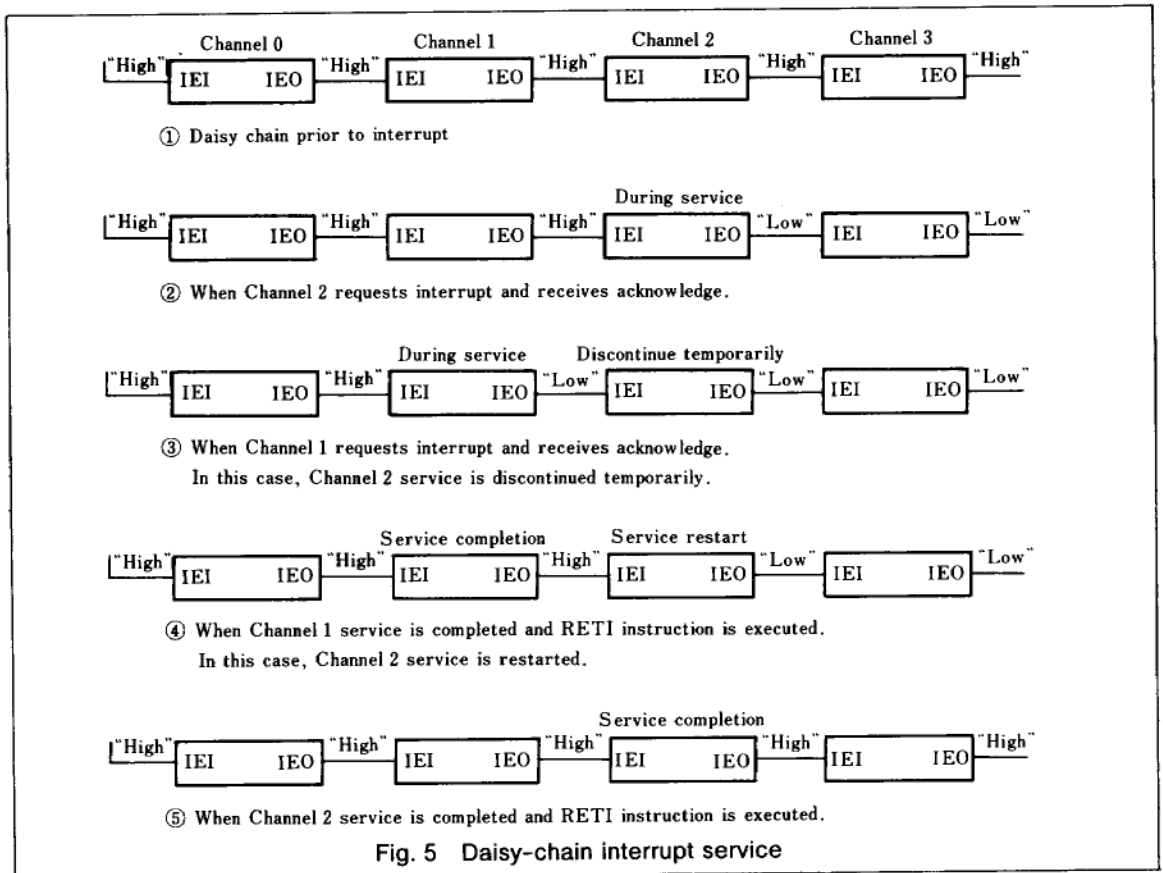 Channel 0 Channel 1 Channel 2 Channel 3
"High" IEI IEO "High" IEI IEO "High" IEI IEO "High" IEI IEO "High"
① Daisy chain prior to interrupt
During service
"High" IEI IEO "High" IEI IEO "High" IEI IEO "Low" IEI IEO "Low"
② When Channel 2 requests interrupt and receives acknowledge.
During service Discontinue temporarily
"High" IEI IEO "High" IEI IEO "Low" IEI IEO "Low" IEI IEO "Low"
③ When Channel 1 requests interrupt and receives acknowledge.
In this case, Channel 2 service is discontinued temporarily.
Service completion Service restart
"High" IEI IEO "High" IEI IEO "High" IEI IEO "Low" IEI IEO "Low"
④ When Channel 1 service is completed and RETI instruction is executed.
In this case, Channel 2 service is restarted.
Service completion
"High" IEI IEO "High" IEI IEO "High" IEI IEO "High" IEI IEO "High"
⑤ When Channel 2 service is completed and RETI instruction is executed.
Fig. 5 Daisy-chain interrupt service